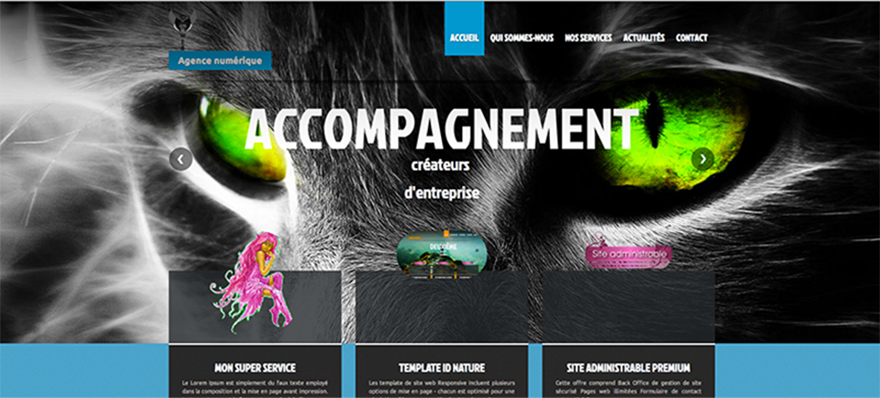 ACCUEIL QUI SOMMES-NOUS NOS SERVICES ACTUALITÉS CONTACT
Agence numérique
ACCOMPAGNEMENT
créateurs
d'entreprise
Site administrable
MON SUPER SERVICE
Le Lorem Ipsum est simplement du faux texte employé
dans la composition et la mise en page avant impression.
TEMPLATE ID NATURE
Les template de site web Responsive incluent plusieurs
options de mise en page - chacun est optimisé pour une
SITE ADMINISTRABLE PREMIUM
Cette offre comprend Back Office de gestion de site
sécurisé Pages web illimitées Formulaire de contact